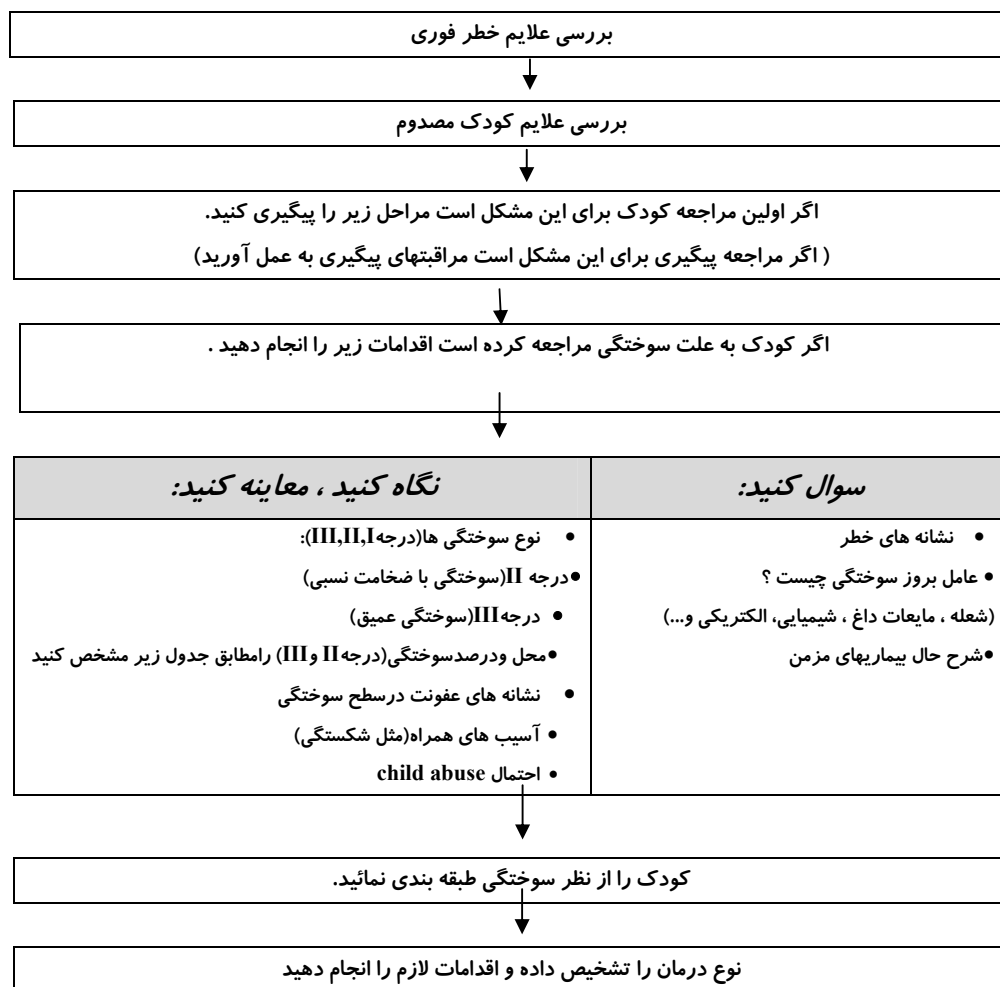 بررسی علایم خطر فوری
بررسی علایم کودک مصدوم
اگر اولین مراجعه کودک برای این مشکل است مراحل زیر را پیگیری کنید.
( اگر مراجعه پیگیری برای این مشکل است مراقبتهای پیگیری به عمل آورید)
اگر کودک به علت سوختگی مراجعه کرده است اقدامات زیر را انجام دهید .
سوال کنید:
• نشانه های خطر
• عامل بروز سوختگی چیست ؟
(شعله ، مایعات داغ ، شیمیایی، الکتریکی و...)
•شرح حال بیماریهای مزمن
نگاه کنید ، معاینه کنید:
• نوع سوختگی ها(درجهIII,II,I):
•درجه II(سوختگی با ضخامت نسبی)
• درجهIII(سوختگی عمیق)
•محل ودرصدسوختگی(درجهII وIII) رامطابق جدول زیر مشخص کنید
• نشانه های عفونت درسطح سوختگی
• آسیب های همراه(مثل شکستگی)
• احتمال child abuse
کودک را از نظر سوختگی طبقه بندی نمائید.
نوع درمان را تشخیص داده و اقدامات لازم را انجام دهید